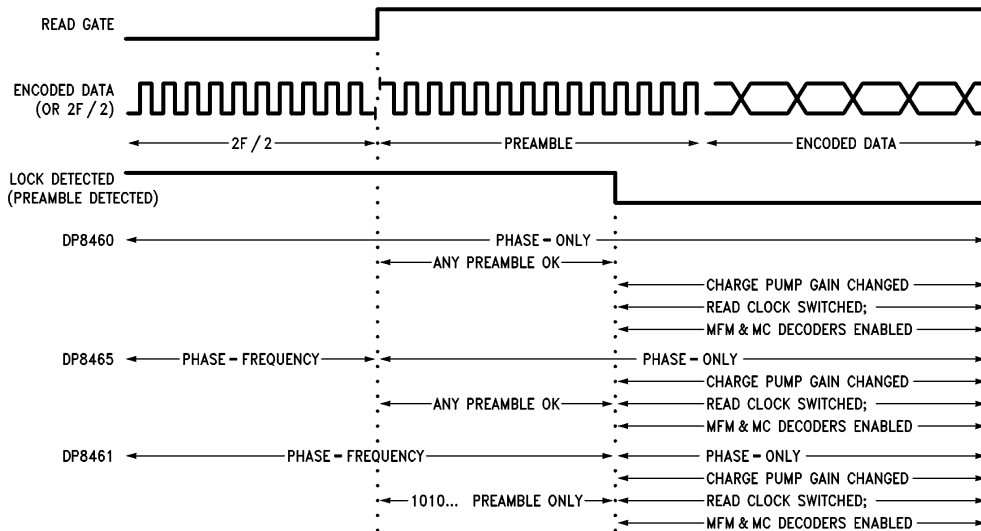 READ GATE
ENCODED DATA
(OR 2F / 2)
2F / 2 PREAMBLE ENCODED DATA
LOCK DETECTED
(PREAMBLE DETECTED)
DP8460 PHASE-ONLY
ANY PREAMBLE OK
CHARGE PUMP GAIN CHANGED
READ CLOCK SWITCHED;
MFM & MC DECODERS ENABLED
DP8465 PHASE-FREQUENCY PHASE-ONLY
CHARGE PUMP GAIN CHANGED
ANY PREAMBLE OK READ CLOCK SWITCHED;
MFM & MC DECODERS ENABLED
DP8461 PHASE-FREQUENCY PHASE-ONLY
CHARGE PUMP GAIN CHANGED
1010... PREAMBLE ONLY READ CLOCK SWITCHED;
MFM & MC DECODERS ENABLED